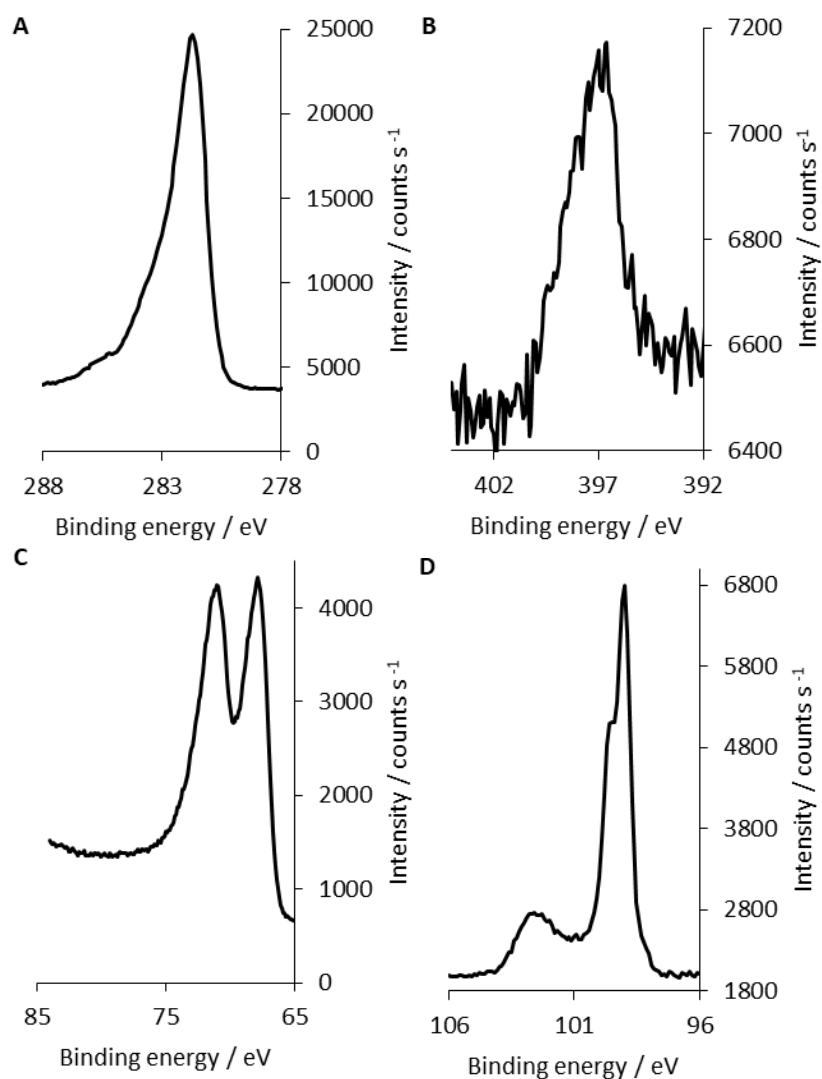 A
25000
20000
15000
10000
5000
0
Intensity / counts s⁻¹
288 283 278
Binding energy / eV
B
7200
7000
6800
6600
6400
Intensity / counts s⁻¹
402 397 392
Binding energy / eV
C
4000
3000
2000
1000
0
Intensity / counts s⁻¹
85 75 65
Binding energy / eV
D
6800
5800
4800
3800
2800
1800
Intensity / counts s⁻¹
106 101 96
Binding energy / eV